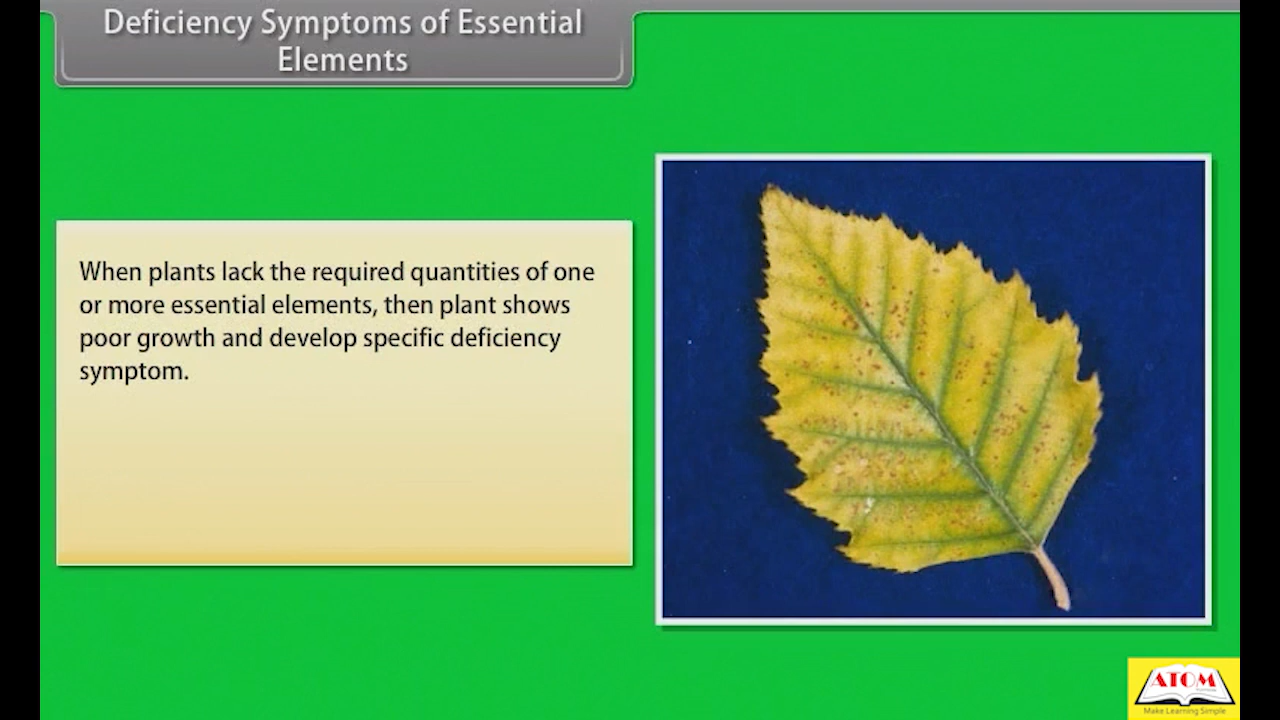 Deficiency Symptoms of Essential
Elements
When plants lack the required quantities of one
or more essential elements, then plant shows
poor growth and develop specific deficiency
symptom.
ATOM
Make Learning Simple